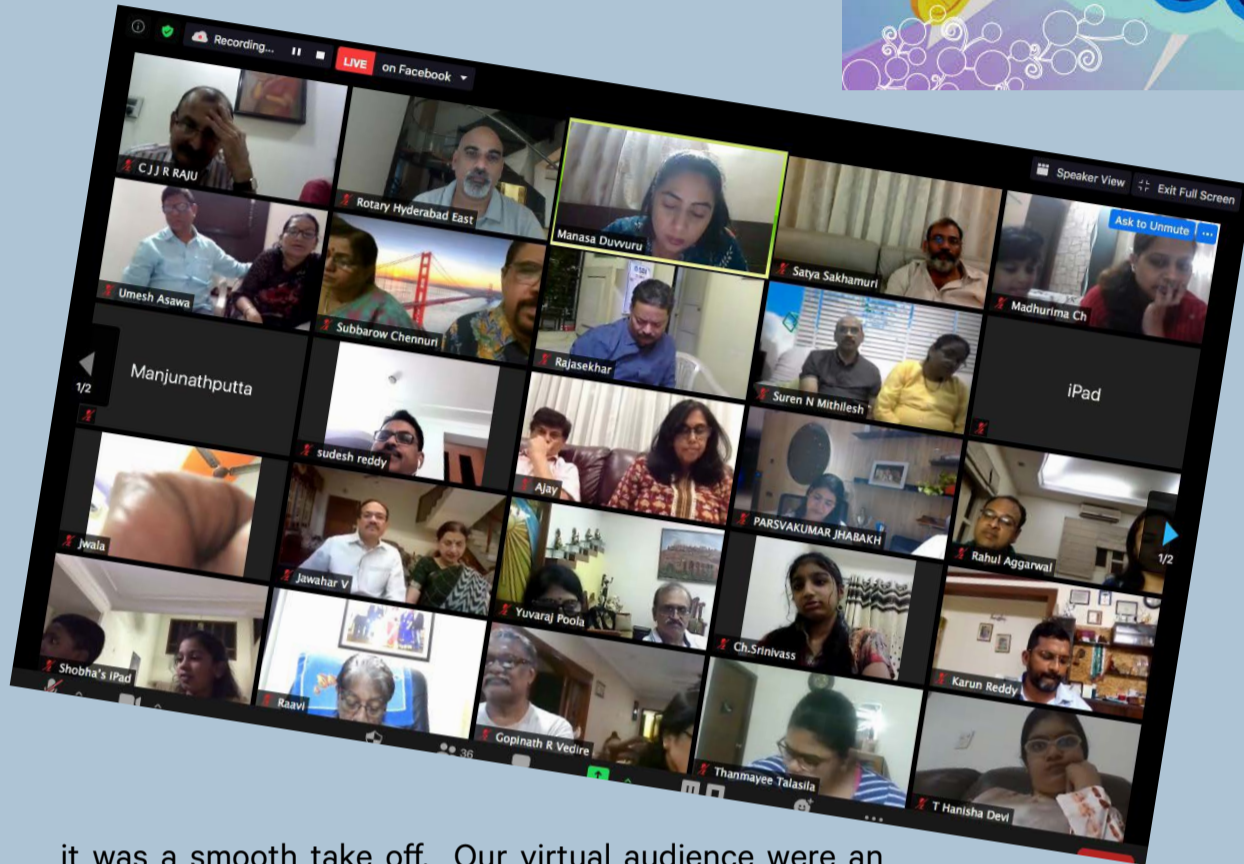 Recording...
LIVE on Facebook
Speaker View
Exit Full Screen
C J J R RAJU
Rotary Hyderabad East
Manasa Duvvuru
Satya Sakhamuri
Ask to Unmute ...
Madhurima Ch
Umesh Asawa
Subbarow Chennuri
Rajasekhar
Suren N Mithilesh
iPad
1/2
Manjunathputta
sudesh reddy
Ajay
PARSVAKUMAR JHABAKH
Rahul Aggarwal
1/2
Jwala
Jawahar V
Yuvaraj Poola
Ch.Srinivass
Karun Reddy
Shobha's iPad
Raavi
Gopinath R Vedire
Thanmayee Talasila
T Hanisha Devi
36
it was a smooth take off. Our virtual audience were an